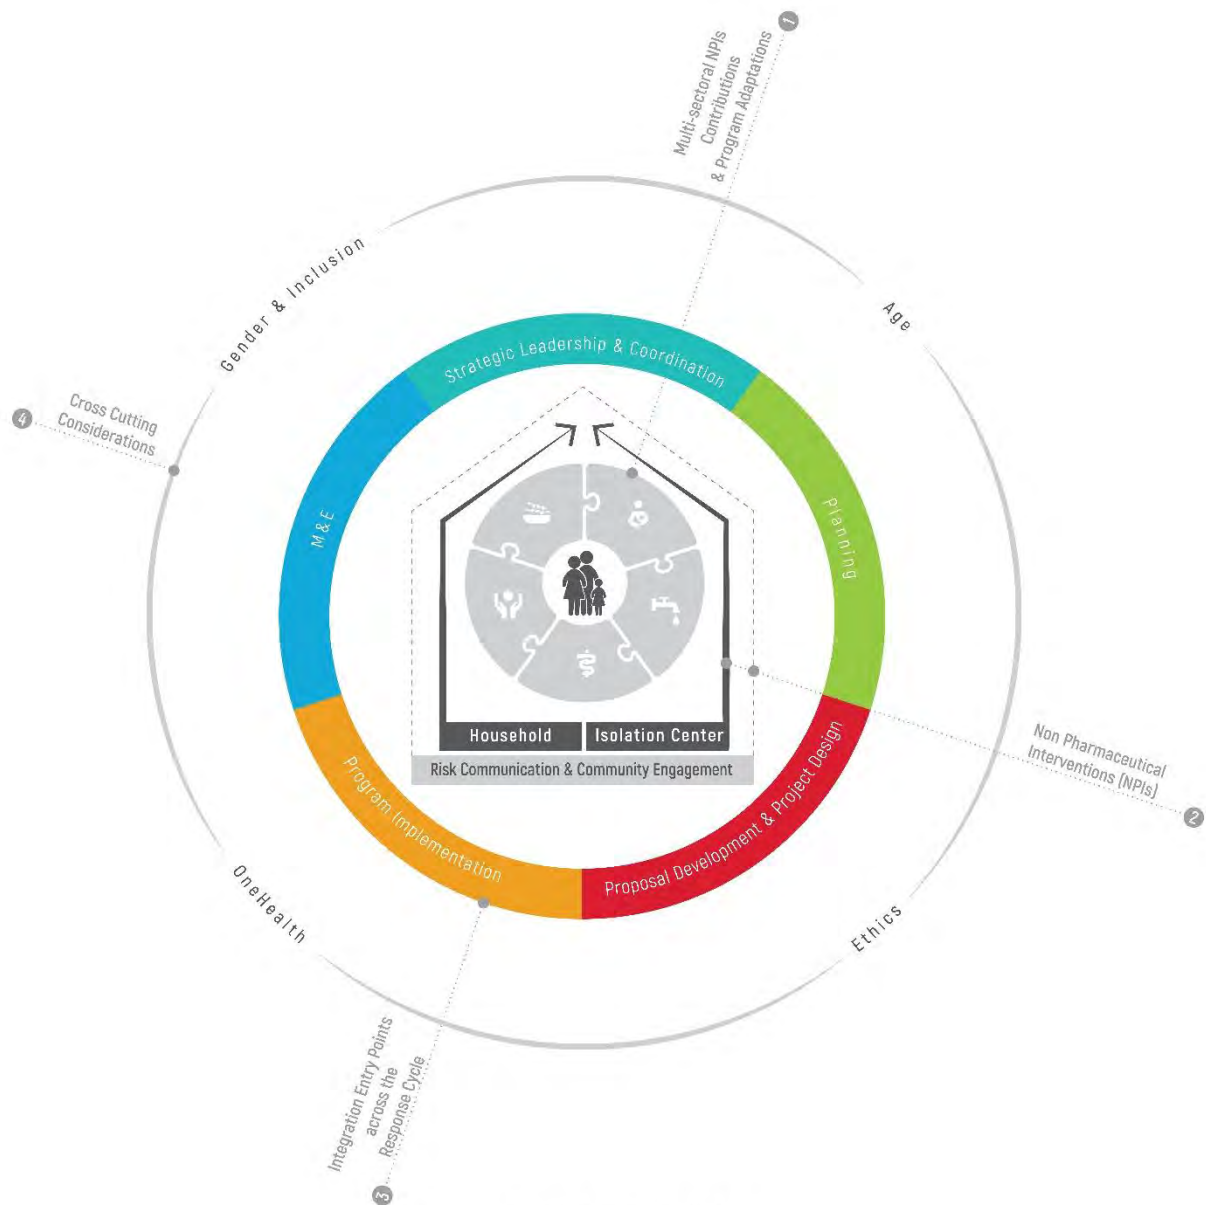 1
Multi-sectoral NPIs
Contributions
& Program Adaptations
Gender & Inclusion
Age
4
Cross Cutting
Considerations
Strategic Leadership & Coordination
M&E
Planning
Household
Isolation Center
Risk Communication & Community Engagement
Non Pharmaceutical
Interventions (NPIs)
2
Program Implementation
Proposal Development & Project Design
OneHealth
Ethics
Integration Entry Points
across the
Response Cycle
3